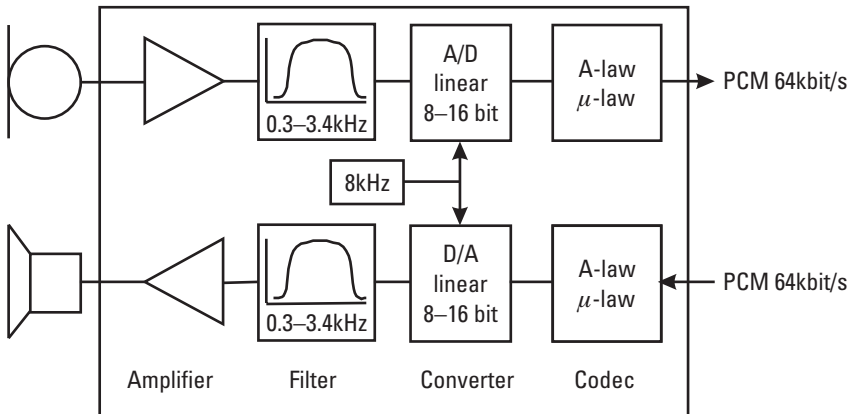 A/D
linear
8–16 bit
A-law
μ-law
PCM 64kbit/s
0.3–3.4kHz
8kHz
D/A
linear
8–16 bit
A-law
μ-law
PCM 64kbit/s
0.3–3.4kHz
Amplifier
Filter
Converter
Codec